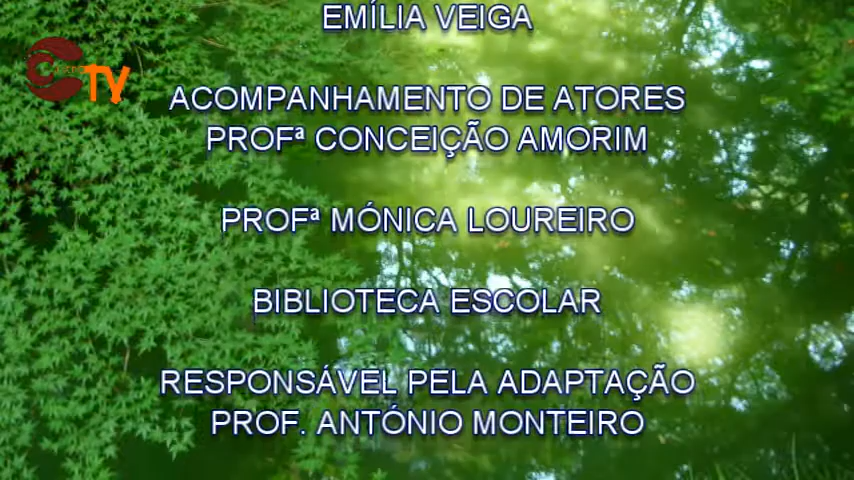 EMÍLIA VEIGA
TV
ACOMPANHAMENTO DE ATORES
PROFª CONCEIÇÃO AMORIM
PROFª MÓNICA LOUREIRO
BIBLIOTECA ESCOLAR
RESPONSÁVEL PELA ADAPTAÇÃO
PROF. ANTÓNIO MONTEIRO